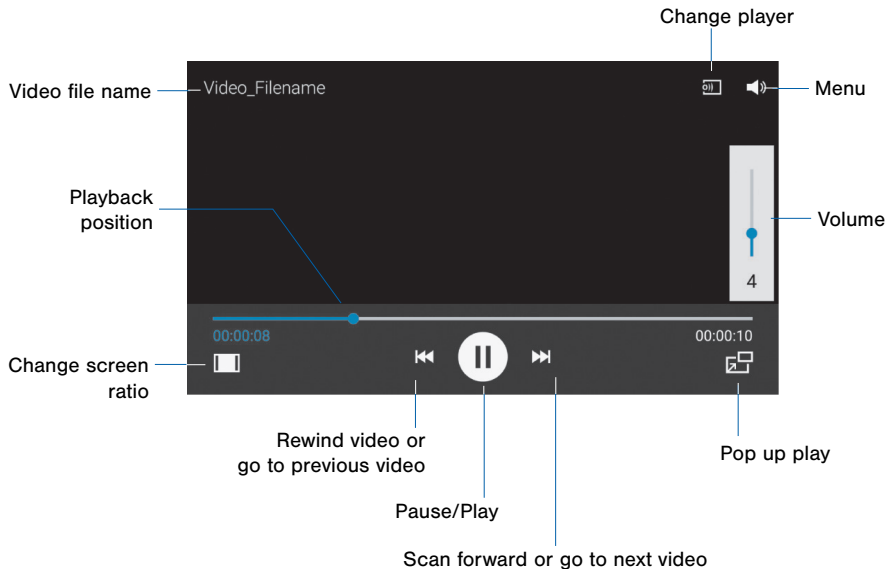 Change player
Video file name
Video_Filename
Menu
Playback
position
Volume
4
00:00:08
00:00:10
Change screen
ratio
Rewind video or
go to previous video
Pop up play
Pause/Play
Scan forward or go to next video